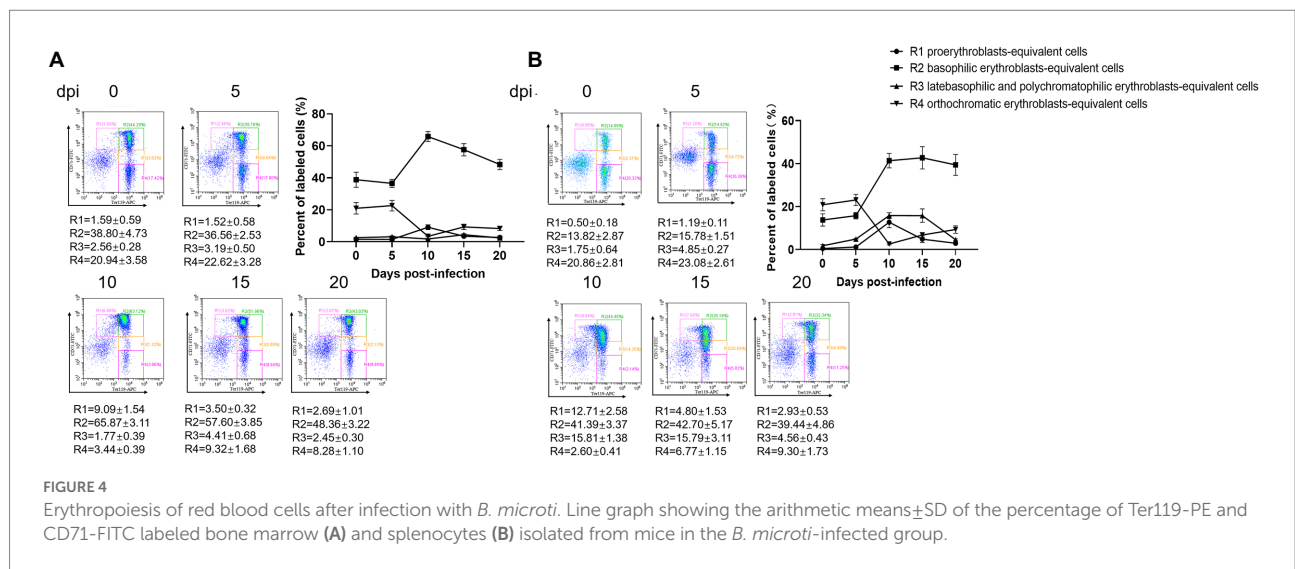 A
dpi 0 5
R1=1.59±0.59
R2=38.80±4.73
R3=2.56±0.28
R4=20.94±3.58
R1=1.52±0.58
R2=36.56±2.53
R3=3.19±0.50
R4=22.62±3.28
Percent of labeled cells (%)
80
60
40
20
0
0 5 10 15 20
Days post-infection
10 15 20
R1=9.09±1.54
R2=65.87±3.11
R3=1.77±0.39
R4=3.44±0.39
R1=3.50±0.32
R2=57.60±3.85
R3=4.41±0.68
R4=9.32±1.68
R1=2.69±1.01
R2=48.36±3.22
R3=2.45±0.30
R4=8.28±1.10
CD71-FITC
Ter119-APC
B
dpi 0 5
R1=0.50±0.18
R2=13.82±2.87
R3=1.75±0.64
R4=20.86±2.81
R1=1.19±0.11
R2=15.78±1.51
R3=4.85±0.27
R4=23.08±2.61
R1 proerythroblasts-equivalent cells
R2 basophilic erythroblasts-equivalent cells
R3 latebasophilic and polychromatophilic erythroblasts-equivalent cells
R4 orthochromatic erythroblasts-equivalent cells
Percent of labeled cells ( %)
60
40
20
0
0 5 10 15 20
Days post-infection
10 15 20
R1=12.71±2.58
R2=41.39±3.37
R3=15.81±1.38
R4=2.60±0.41
R1=4.80±1.53
R2=42.70±5.17
R3=15.79±3.11
R4=6.77±1.15
R1=2.93±0.53
R2=39.44±4.86
R3=4.56±0.43
R4=9.30±1.73
CD71-FITC
Ter119-APC
FIGURE 4
Erythropoiesis of red blood cells after infection with B. microti. Line graph showing the arithmetic means±SD of the percentage of Ter119-PE and
CD71-FITC labeled bone marrow (A) and splenocytes (B) isolated from mice in the B. microti-infected group.